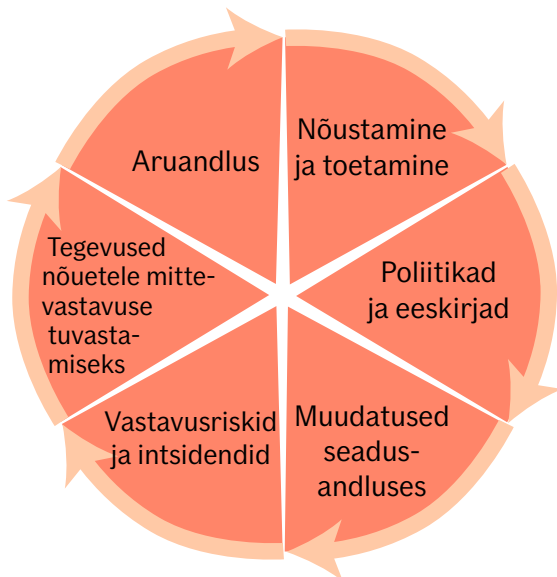 Nõustamine
ja toetamine
Poliitikad
ja eeskirjad
Muudatused
seadus-
andluses
Vastavusriskid
ja intsidendid
Tegevused
nõuetele mitte-
vastavuse
tuvasta-
miseks
Aruandlus